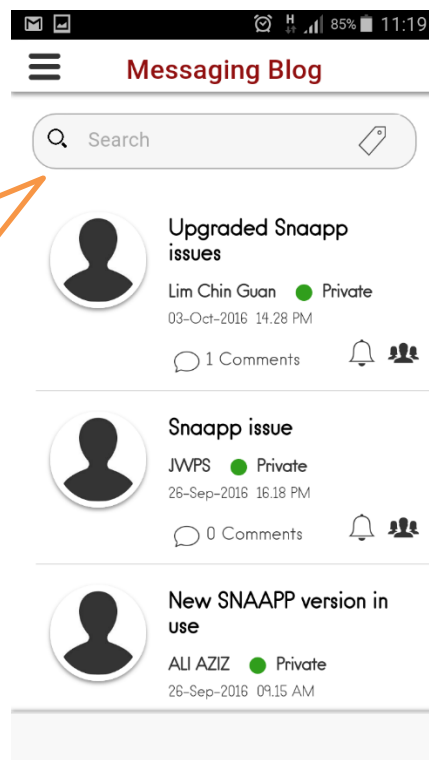 H 85% 11:19
Messaging Blog
Search
Upgraded Snaapp
issues
Lim Chin Guan Private
03-Oct-2016 14.28 PM
1 Comments
Snaapp issue
JWPS Private
26-Sep-2016 16.18 PM
0 Comments
New SNAAPP version in
use
ALI AZIZ Private
26-Sep-2016 09.15 AM